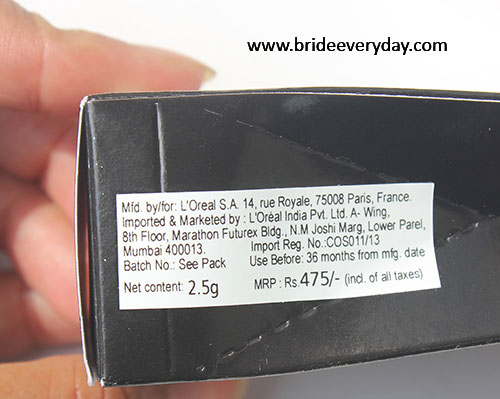 www.brideeveryday.com
Mfd. by/for: L'Oreal S.A. 14, rue Royale, 75008 Paris, France.
Imported & Marketed by : L'Oréal India Pvt. Ltd. A- Wing,
8th Floor, Marathon Futurex Bldg., N.M Joshi Marg, Lower Parel,
Mumbai 400013. Import Reg. No.:COS011/13
Batch No.: See Pack Use Before: 36 months from mfg. date
Net content: 2.5g MRP : Rs.475/- (incl. of all taxes)